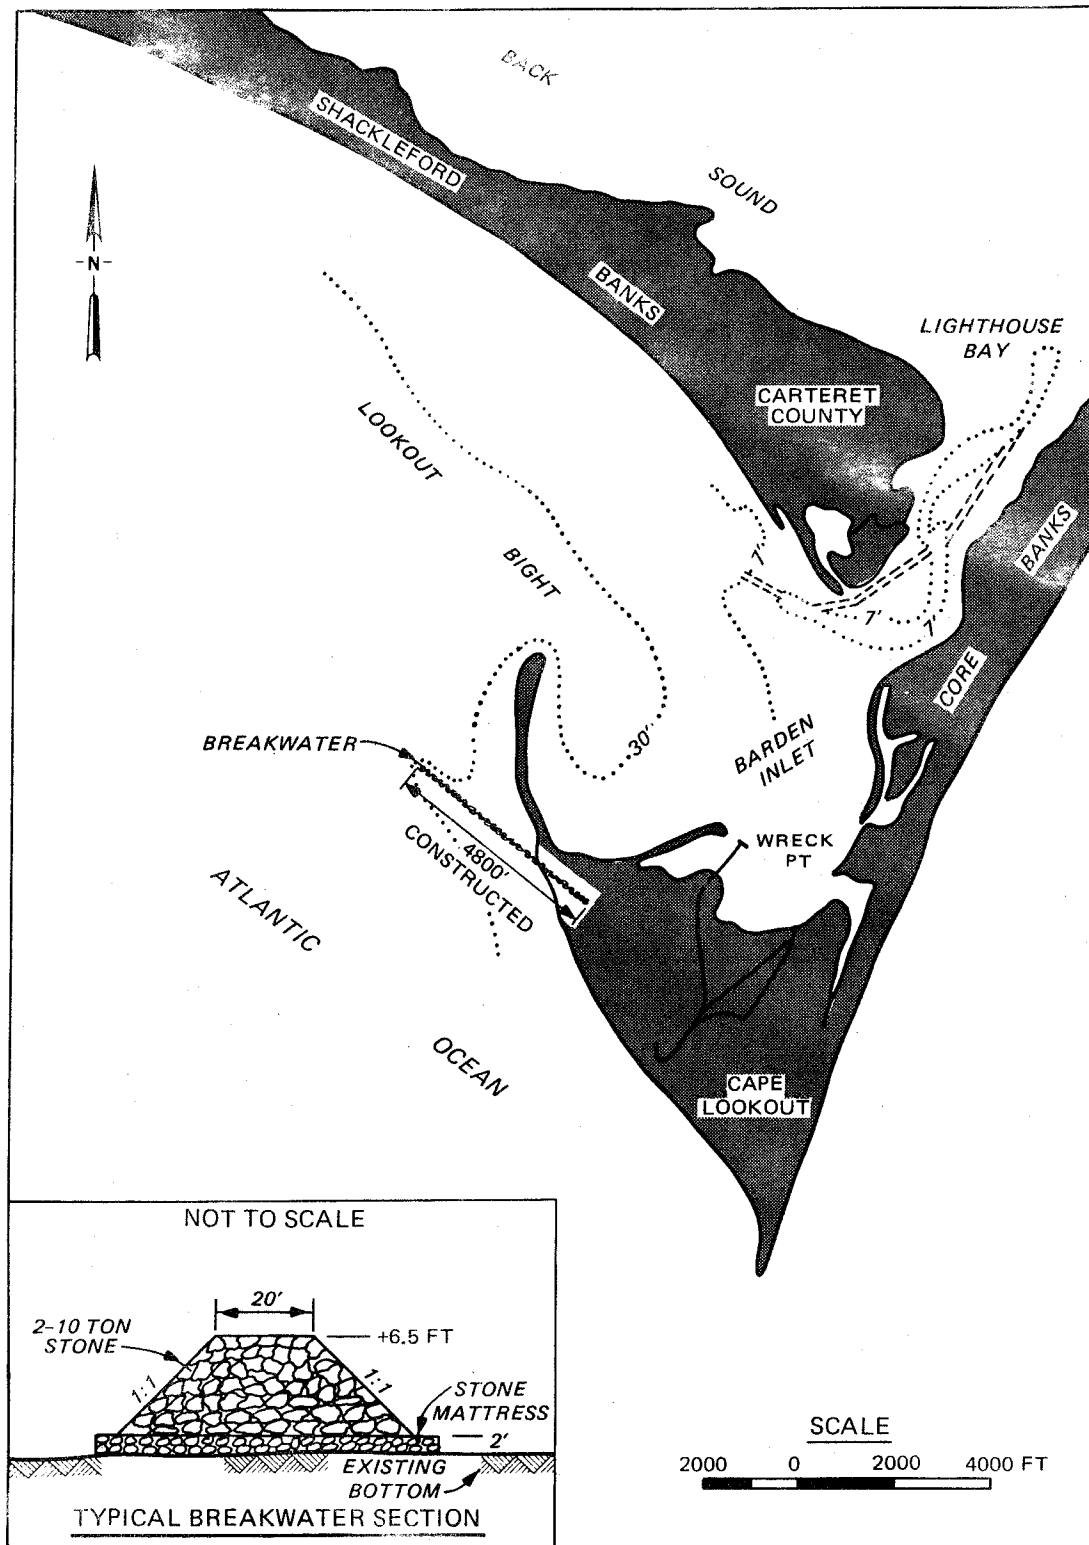 BACK
SOUND
SHACKLEFORD
BANKS
N
LIGHTHOUSE
BAY
CARTERET
COUNTY
LOOKOUT
BIGHT
BANKS
CORE
7'
7'
7'
30'
BARDEN
INLET
BREAKWATER
4800'
CONSTRUCTED
WRECK
PT
ATLANTIC
OCEAN
CAPE
LOOKOUT
NOT TO SCALE
20'
2-10 TON
STONE
+6.5 FT
1:1
1:1
STONE
MATTRESS
2'
EXISTING
BOTTOM
TYPICAL BREAKWATER SECTION
SCALE
2000 0 2000 4000 FT